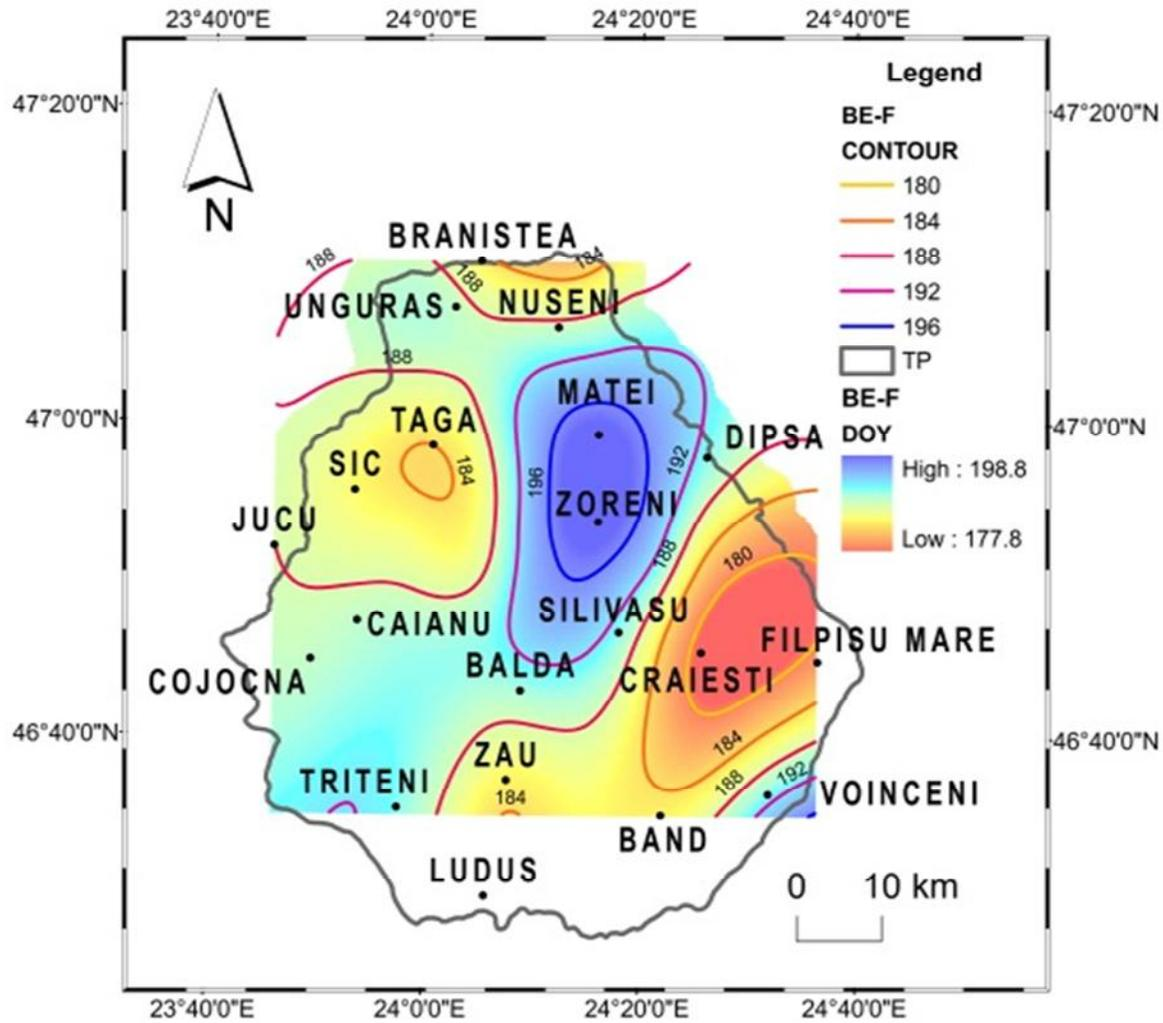 23°40'0"E 24°0'0"E 24°20'0"E 24°40'0"E
47°20'0"N
47°20'0"N
N
Legend
BE-F
CONTOUR
180
184
188
192
196
TP
BE-F
DOY
High : 198.8
Low : 177.8
BRANISTEA
188
184
188
UNGURAS
NUSENI
188
47°0'0"N
47°0'0"N
MATEI
TAGA
DIPSA
SIC
184
196
192
ZORENI
JUCU
188
180
SILIVASU
CAIANU
FILPISU MARE
BALDA
COJOCNA
CRAIESTI
46°40'0"N
46°40'0"N
184
ZAU
188
192
TRITENI
184
VOINCENI
BAND
LUDUS
0 10 km
23°40'0"E 24°0'0"E 24°20'0"E 24°40'0"E